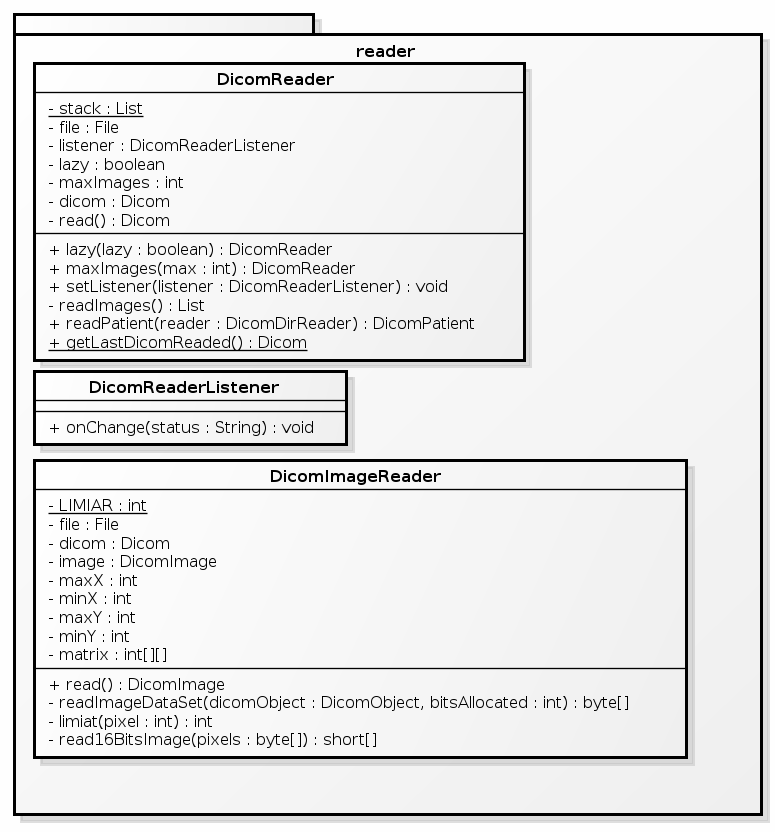 reader
DicomReader
- stack : List
- file : File
- listener : DicomReaderListener
- lazy : boolean
- maxImages : int
- dicom : Dicom
- read() : Dicom
+ lazy(lazy : boolean) : DicomReader
+ maxImages(max : int) : DicomReader
+ setListener(listener : DicomReaderListener) : void
- readImages() : List
+ readPatient(reader : DicomDirReader) : DicomPatient
+ getLastDicomReaded() : Dicom
DicomReaderListener
+ onChange(status : String) : void
DicomImageReader
- LIMIAR : int
- file : File
- dicom : Dicom
- image : DicomImage
- maxX : int
- minX : int
- maxY : int
- minY : int
- matrix : int[][]
+ read() : DicomImage
- readImageDataSet(dicomObject : DicomObject, bitsAllocated : int) : byte[]
- limiat(pixel : int) : int
- read16BitsImage(pixels : byte[]) : short[]